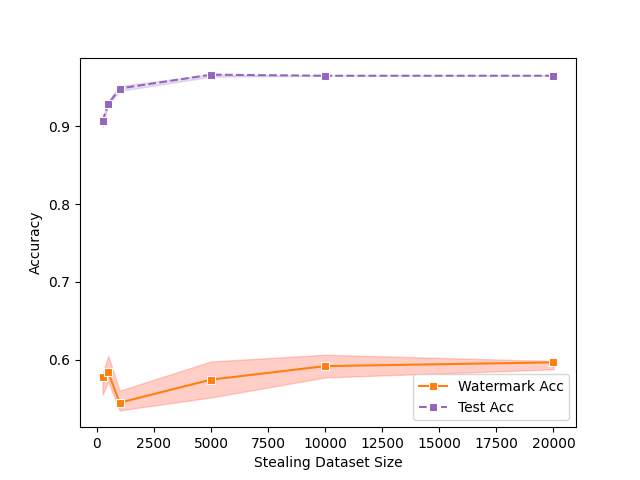 0.9
0.8
0.7
0.6
Accuracy
Watermark Acc
Test Acc
0 2500 5000 7500 10000 12500 15000 17500 20000
Stealing Dataset Size